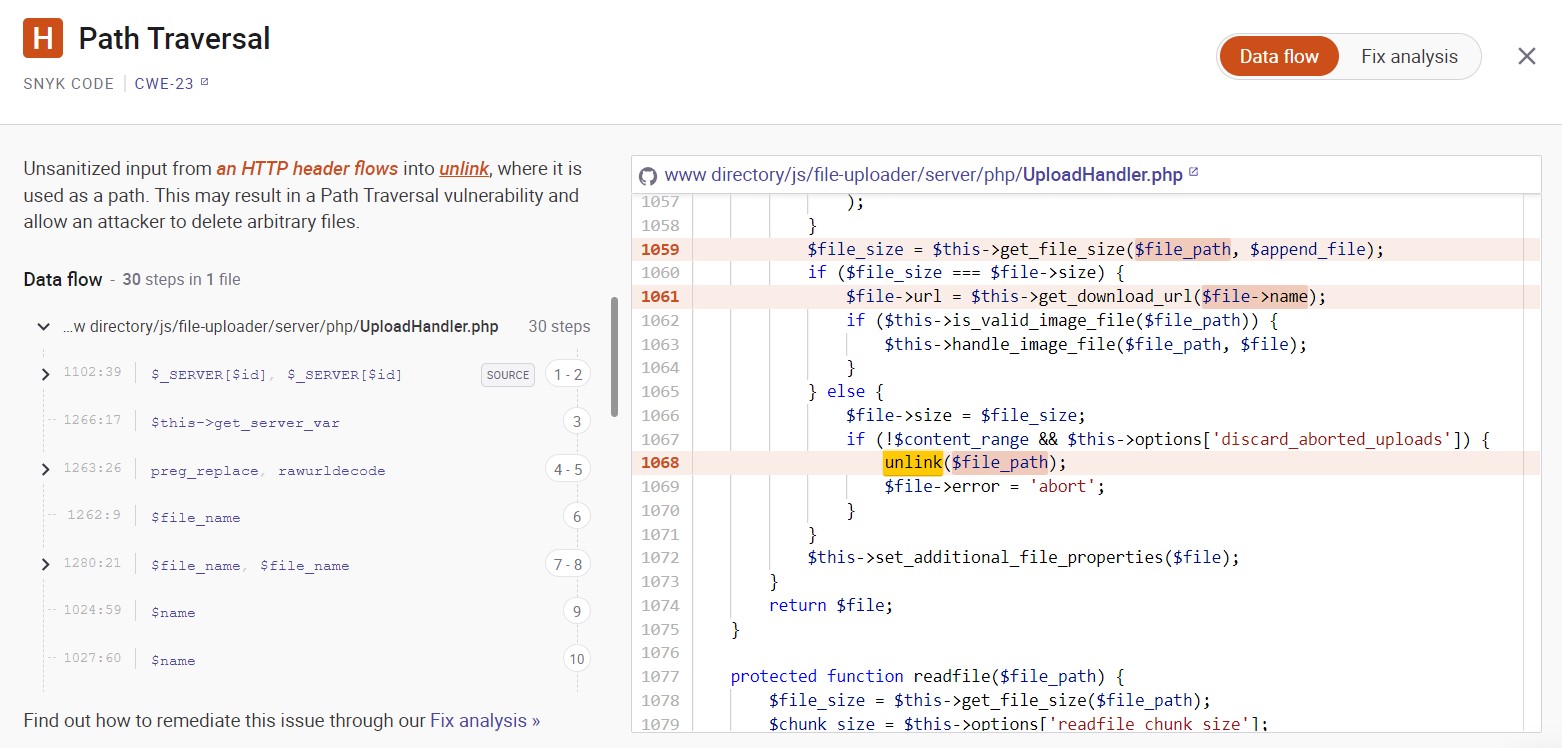 H Path Traversal
SNYK CODE | CWE-23
Data flow Fix analysis
Unsanitized input from an HTTP header flows into unlink, where it is
used as a path. This may result in a Path Traversal vulnerability and
allow an attacker to delete arbitrary files.
Data flow - 30 steps in 1 file
...w directory/js/file-uploader/server/php/UploadHandler.php 30 steps
1102:39 $_SERVER[$id], $_SERVER[$id] SOURCE 1 - 2
1266:17 $this->get_server_var 3
1263:26 preg_replace, rawurldecode 4 - 5
1262:9 $file_name 6
1280:21 $file_name, $file_name 7 - 8
1024:59 $name 9
1027:60 $name 10
Find out how to remediate this issue through our Fix analysis »
www directory/js/file-uploader/server/php/UploadHandler.php
1057 );
1058 }
1059 $file_size = $this->get_file_size($file_path, $append_file);
1060 if ($file_size === $file->size) {
1061 $file->url = $this->get_download_url($file->name);
1062 if ($this->is_valid_image_file($file_path)) {
1063 $this->handle_image_file($file_path, $file);
1064 }
1065 } else {
1066 $file->size = $file_size;
1067 if (!$content_range && $this->options['discard_aborted_uploads']) {
1068 unlink($file_path);
1069 $file->error = 'abort';
1070 }
1071 }
1072 $this->set_additional_file_properties($file);
1073 }
1074 return $file;
1075 }
1076
1077 protected function readfile($file_path) {
1078 $file_size = $this->get_file_size($file_path);
1079 $chunk_size = $this->options['readfile_chunk_size'];